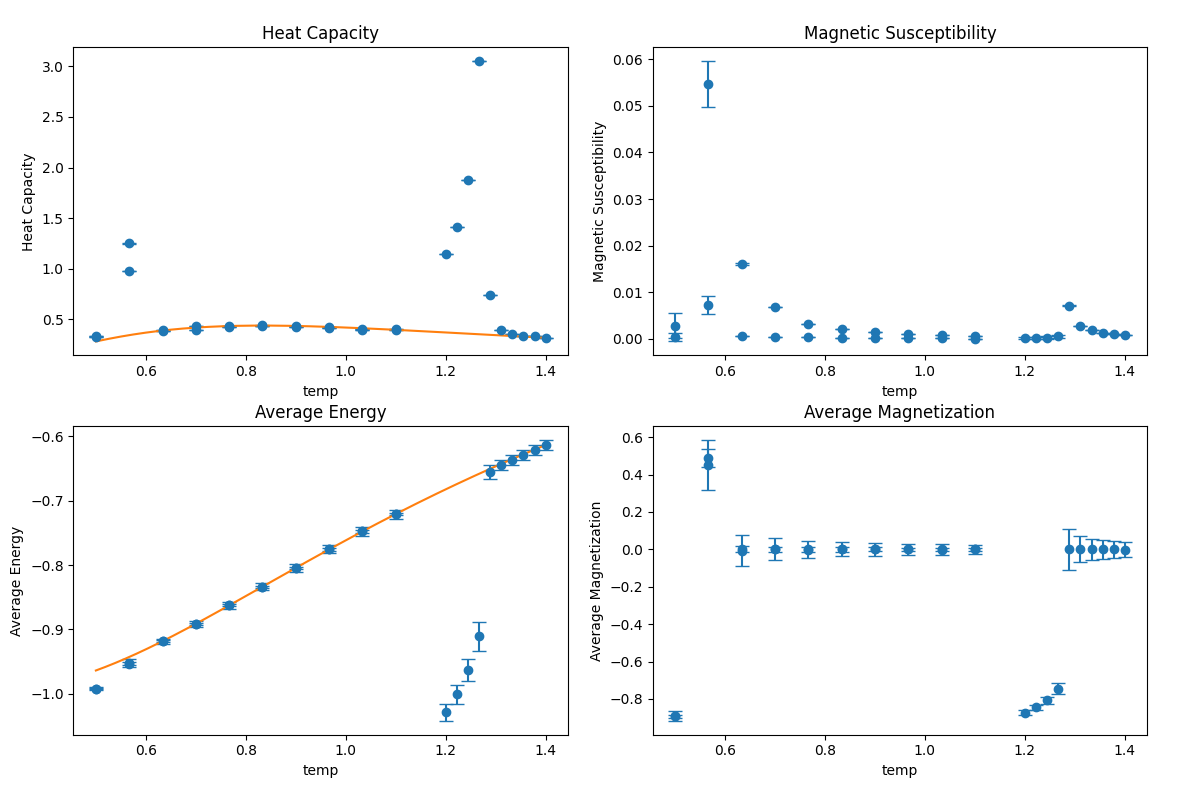 Heat Capacity
Heat Capacity
3.0
2.5
2.0
1.5
1.0
0.5
0.6 0.8 1.0 1.2 1.4
temp
Magnetic Susceptibility
Magnetic Susceptibility
0.06
0.05
0.04
0.03
0.02
0.01
0.00
0.6 0.8 1.0 1.2 1.4
temp
Average Energy
Average Energy
−0.6
−0.7
−0.8
−0.9
−1.0
0.6 0.8 1.0 1.2 1.4
temp
Average Magnetization
Average Magnetization
0.6
0.4
0.2
0.0
−0.2
−0.4
−0.6
−0.8
0.6 0.8 1.0 1.2 1.4
temp